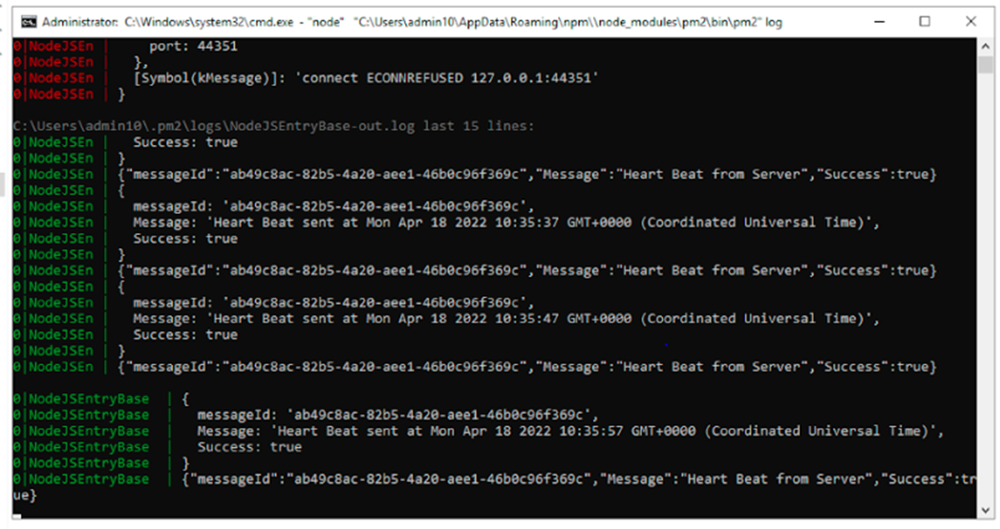 Administrator: C:\Windows\system32\cmd.exe - "node" "C:\Users\admin10\AppData\Roaming\npm\\node_modules\pm2\bin\pm2" log
0|NodeJSEn |     port: 44351
0|NodeJSEn |   },
0|NodeJSEn |   [Symbol(kMessage)]: 'connect ECONNREFUSED 127.0.0.1:44351'
0|NodeJSEn | }
C:\Users\admin10\.pm2\logs\NodeJSEntryBase-out.log last 15 lines:
0|NodeJSEn |   Success: true
0|NodeJSEn | }
0|NodeJSEn | {"messageId":"ab49c8ac-82b5-4a20-aee1-46b0c96f369c","Message":"Heart Beat from Server","Success":true}
0|NodeJSEn | {
0|NodeJSEn |   messageId: 'ab49c8ac-82b5-4a20-aee1-46b0c96f369c',
0|NodeJSEn |   Message: 'Heart Beat sent at Mon Apr 18 2022 10:35:37 GMT+0000 (Coordinated Universal Time)',
0|NodeJSEn |   Success: true
0|NodeJSEn | }
0|NodeJSEn | {"messageId":"ab49c8ac-82b5-4a20-aee1-46b0c96f369c","Message":"Heart Beat from Server","Success":true}
0|NodeJSEn | {
0|NodeJSEn |   messageId: 'ab49c8ac-82b5-4a20-aee1-46b0c96f369c',
0|NodeJSEn |   Message: 'Heart Beat sent at Mon Apr 18 2022 10:35:47 GMT+0000 (Coordinated Universal Time)',
0|NodeJSEn |   Success: true
0|NodeJSEn | }
0|NodeJSEn | {"messageId":"ab49c8ac-82b5-4a20-aee1-46b0c96f369c","Message":"Heart Beat from Server","Success":true}
0|NodeJSEntryBase  | {
0|NodeJSEntryBase  |   messageId: 'ab49c8ac-82b5-4a20-aee1-46b0c96f369c',
0|NodeJSEntryBase  |   Message: 'Heart Beat sent at Mon Apr 18 2022 10:35:57 GMT+0000 (Coordinated Universal Time)',
0|NodeJSEntryBase  |   Success: true
0|NodeJSEntryBase  | }
0|NodeJSEntryBase  | {"messageId":"ab49c8ac-82b5-4a20-aee1-46b0c96f369c","Message":"Heart Beat from Server","Success":tr
ue}